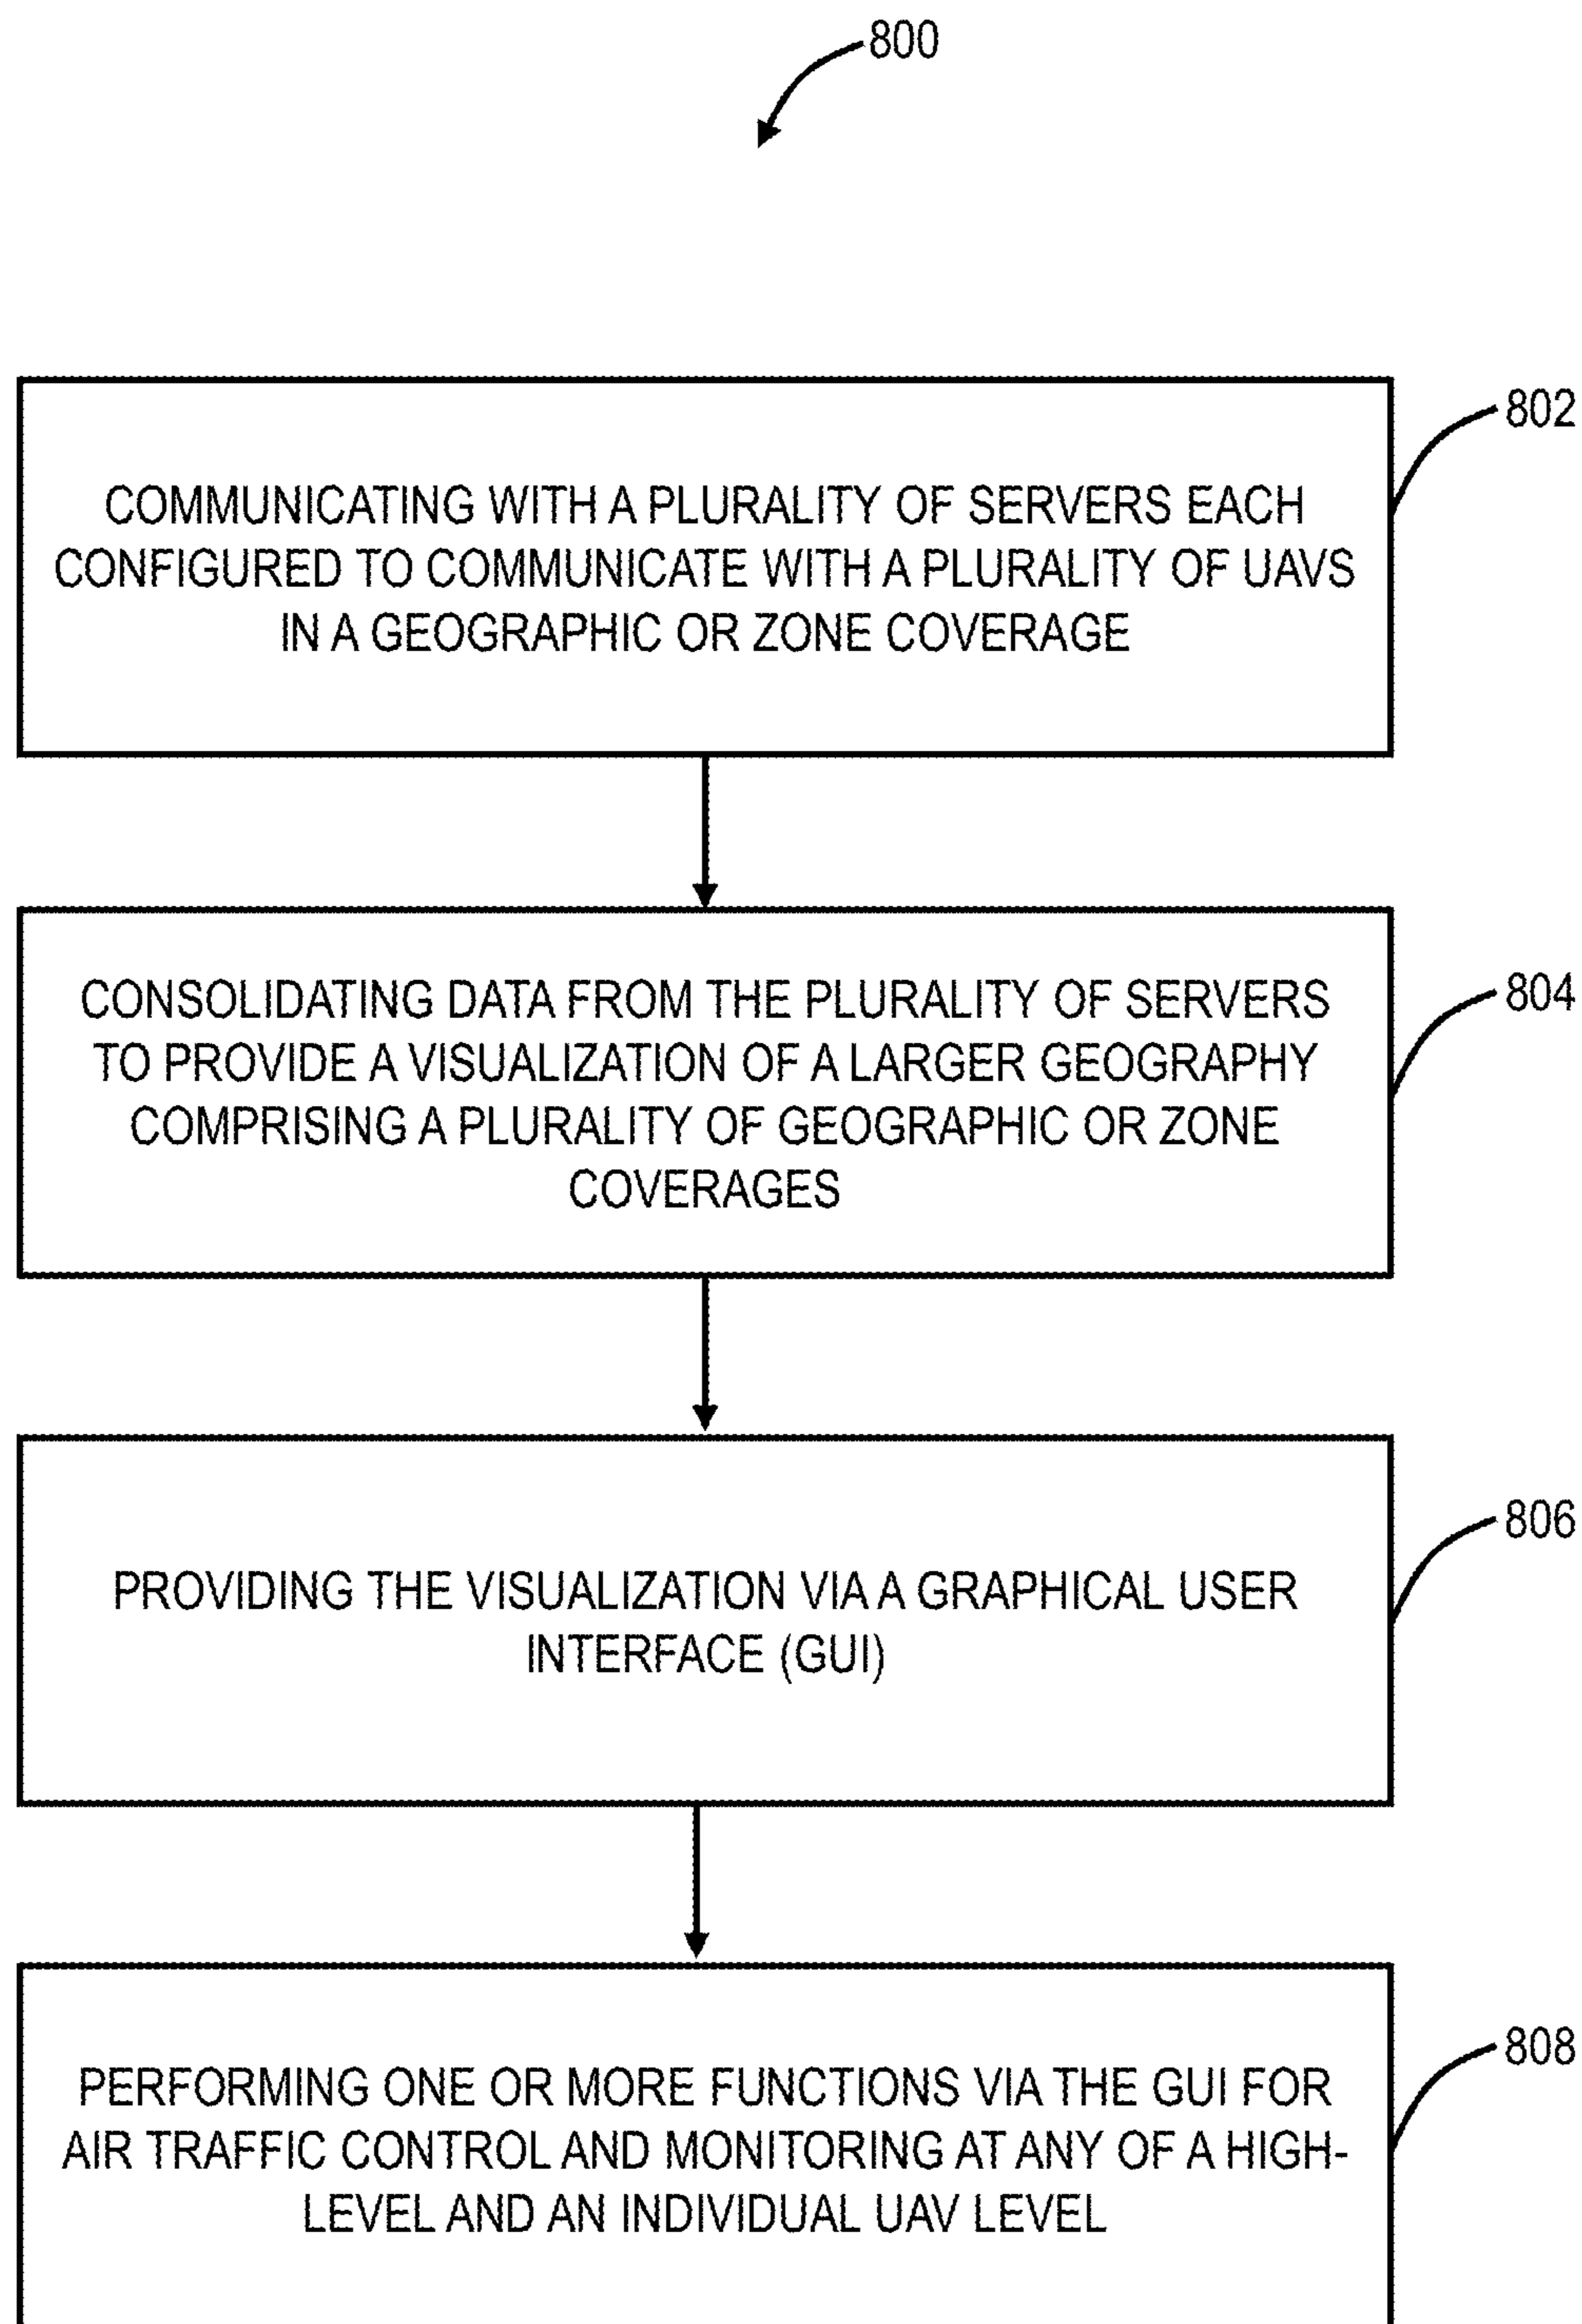 800
802
COMMUNICATING WITH A PLURALITY OF SERVERS EACH
CONFIGURED TO COMMUNICATE WITH A PLURALITY OF UAVS
IN A GEOGRAPHIC OR ZONE COVERAGE
804
CONSOLIDATING DATA FROM THE PLURALITY OF SERVERS
TO PROVIDE A VISUALIZATION OF A LARGER GEOGRAPHY
COMPRISING A PLURALITY OF GEOGRAPHIC OR ZONE
COVERAGES
806
PROVIDING THE VISUALIZATION VIA A GRAPHICAL USER
INTERFACE (GUI)
808
PERFORMING ONE OR MORE FUNCTIONS VIA THE GUI FOR
AIR TRAFFIC CONTROL AND MONITORING AT ANY OF A HIGH-
LEVEL AND AN INDIVIDUAL UAV LEVEL